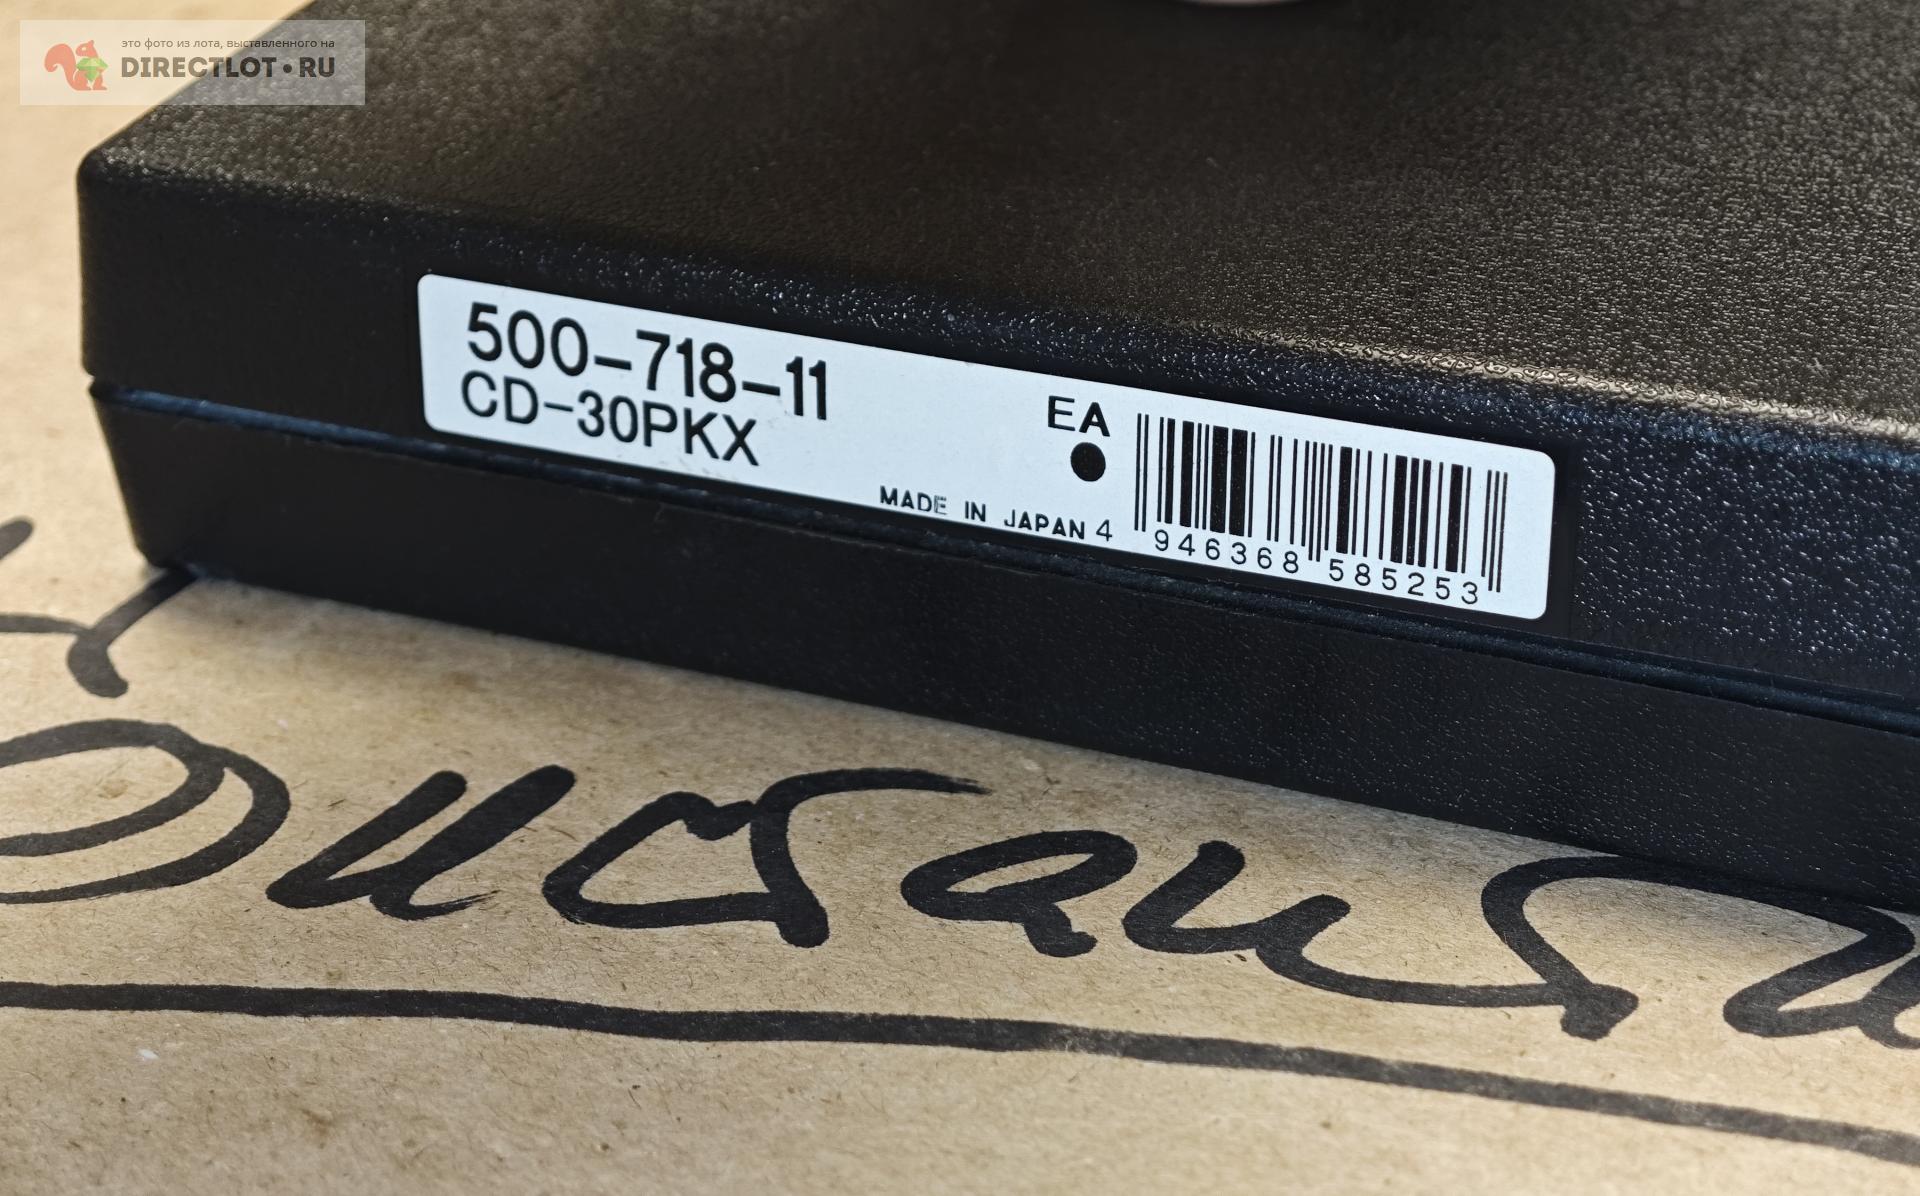 это фото из лота, выставленного на
DIRECTLOT•RU
500-718-11
CD-30PKX
EA
MADE IN JAPAN
4 946368 585253